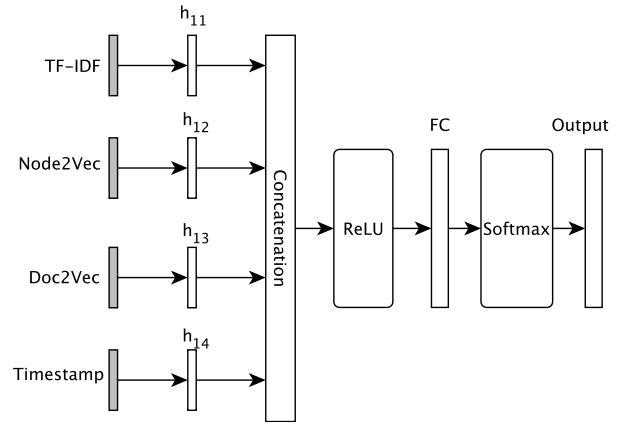 h11
TF-IDF
h12
Node2Vec
h13
Doc2Vec
h14
Timestamp
Concatenation
ReLU
FC
Softmax
Output